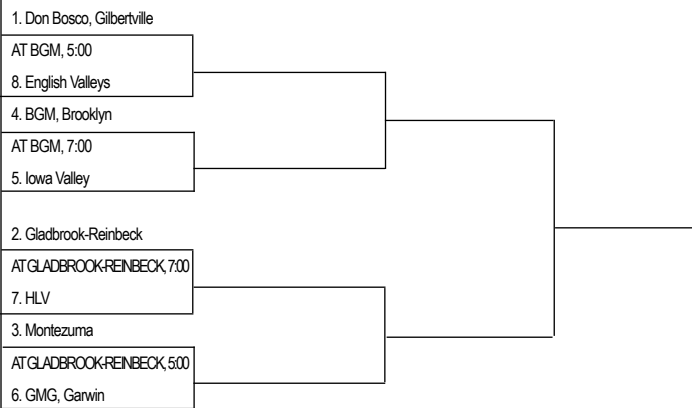 1. Don Bosco, Gilbertville
AT BGM, 5:00
8. English Valleys
4. BGM, Brooklyn
AT BGM, 7:00
5. Iowa Valley
2. Gladbrook-Reinbeck
AT GLADBROOK-REINBECK, 7:00
7. HLV
3. Montezuma
AT GLADBROOK-REINBECK, 5:00
6. GMG, Garwin